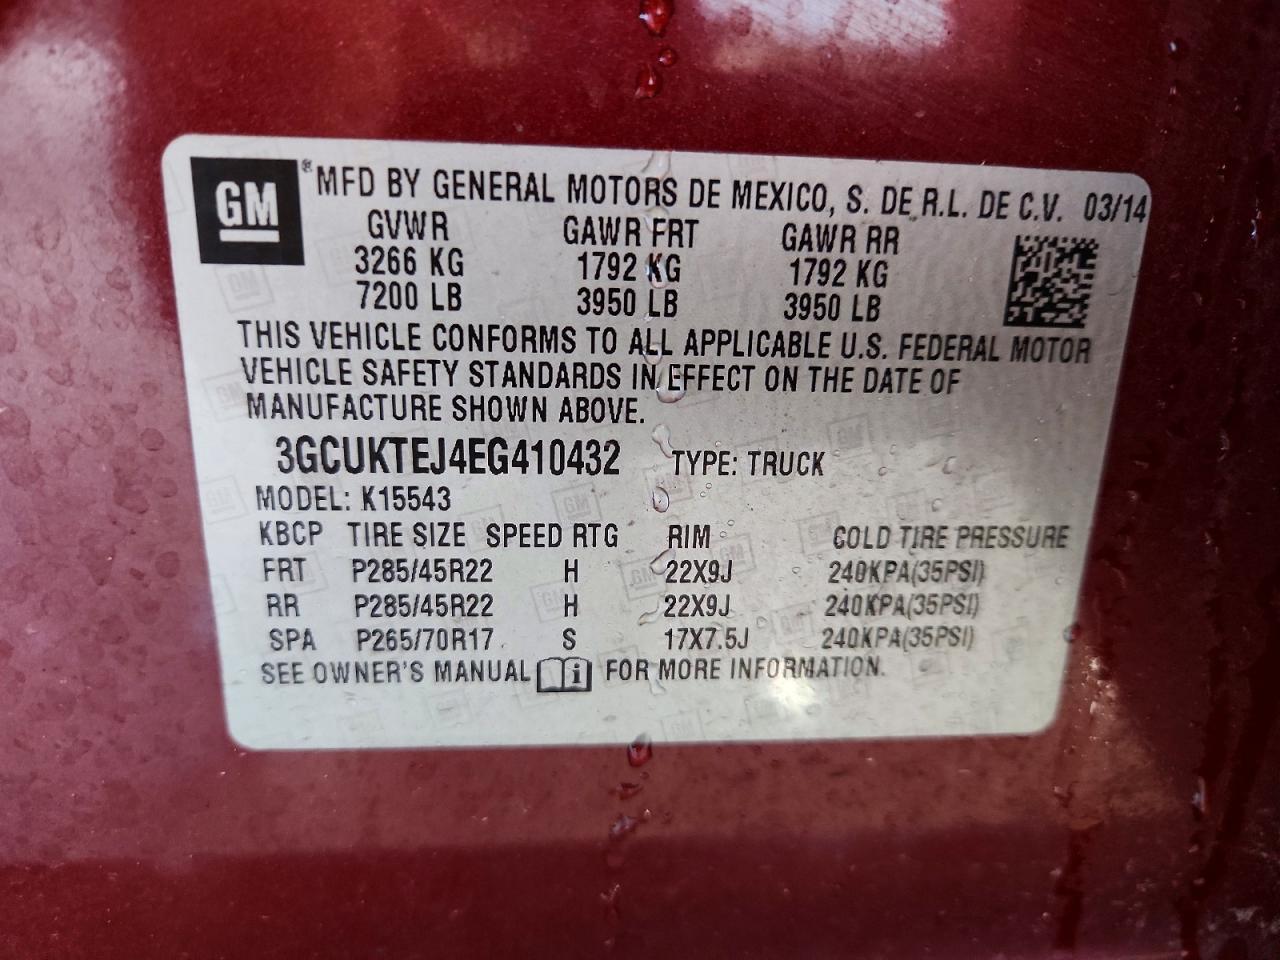 GM ® MFD BY GENERAL MOTORS DE MEXICO, S. DE R.L. DE C.V. 03/14
GVWR GAWR FRT GAWR RR
3266 KG 1792 KG 1792 KG
7200 LB 3950 LB 3950 LB
THIS VEHICLE CONFORMS TO ALL APPLICABLE U.S. FEDERAL MOTOR
VEHICLE SAFETY STANDARDS IN EFFECT ON THE DATE OF
MANUFACTURE SHOWN ABOVE.
3GCUKTEJ4EG410432 TYPE: TRUCK
MODEL: K15543
KBCP TIRE SIZE SPEED RTG RIM COLD TIRE PRESSURE
FRT P285/45R22 H 22X9J 240KPA(35PSI)
RR P285/45R22 H 22X9J 240KPA(35PSI)
SPA P265/70R17 S 17X7.5J 240KPA(35PSI)
SEE OWNER'S MANUAL i FOR MORE INFORMATION.